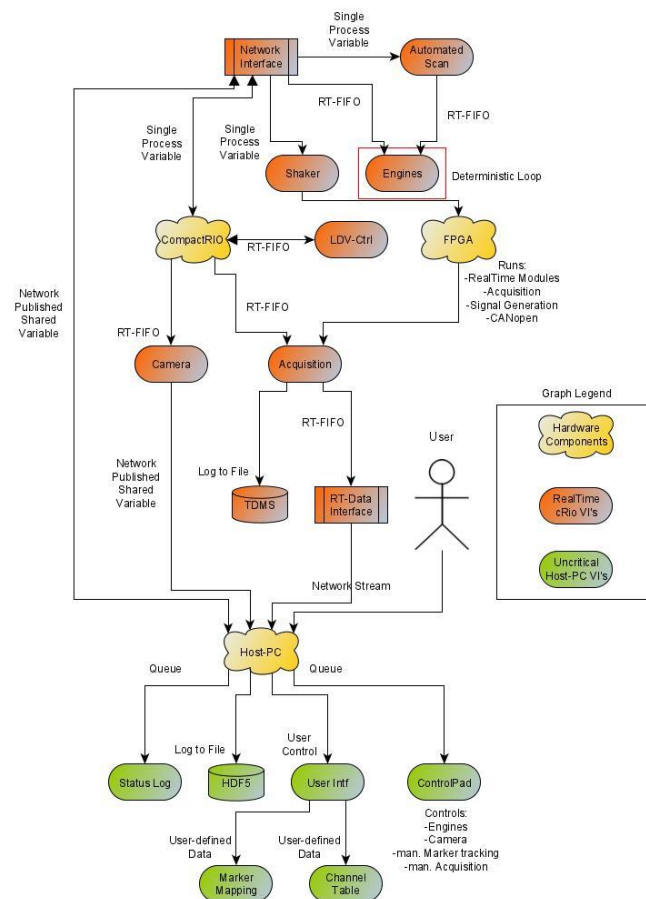 Single
Process
Variable
Network
Interface
Automated
Scan
RT-FIFO
RT-FIFO
Single
Process
Variable
Single
Process
Variable
Shaker
Engines
Deterministic Loop
CompactRIO
RT-FIFO
LDV-Ctrl
FPGA
Runs:
-RealTime Modules
-Acquisition
-Signal Generation
-CANopen
Network
Published
Shared
Variable
RT-FIFO
RT-FIFO
Camera
Acquisition
Graph Legend
Hardware
Components
RealTime
cRio VI's
Uncritical
Host-PC VI's
RT-FIFO
User
Network
Published
Shared
Variable
Log to File
TDMS
RT-Data
Interface
Network Stream
Host-PC
Queue
Queue
Log to File
User
Control
Status Log
HDF5
User Intf
ControlPad
Controls:
-Engines
-Camera
-man. Marker tracking
-man. Acquisition
User-defined
Data
User-defined
Data
Marker
Mapping
Channel
Table